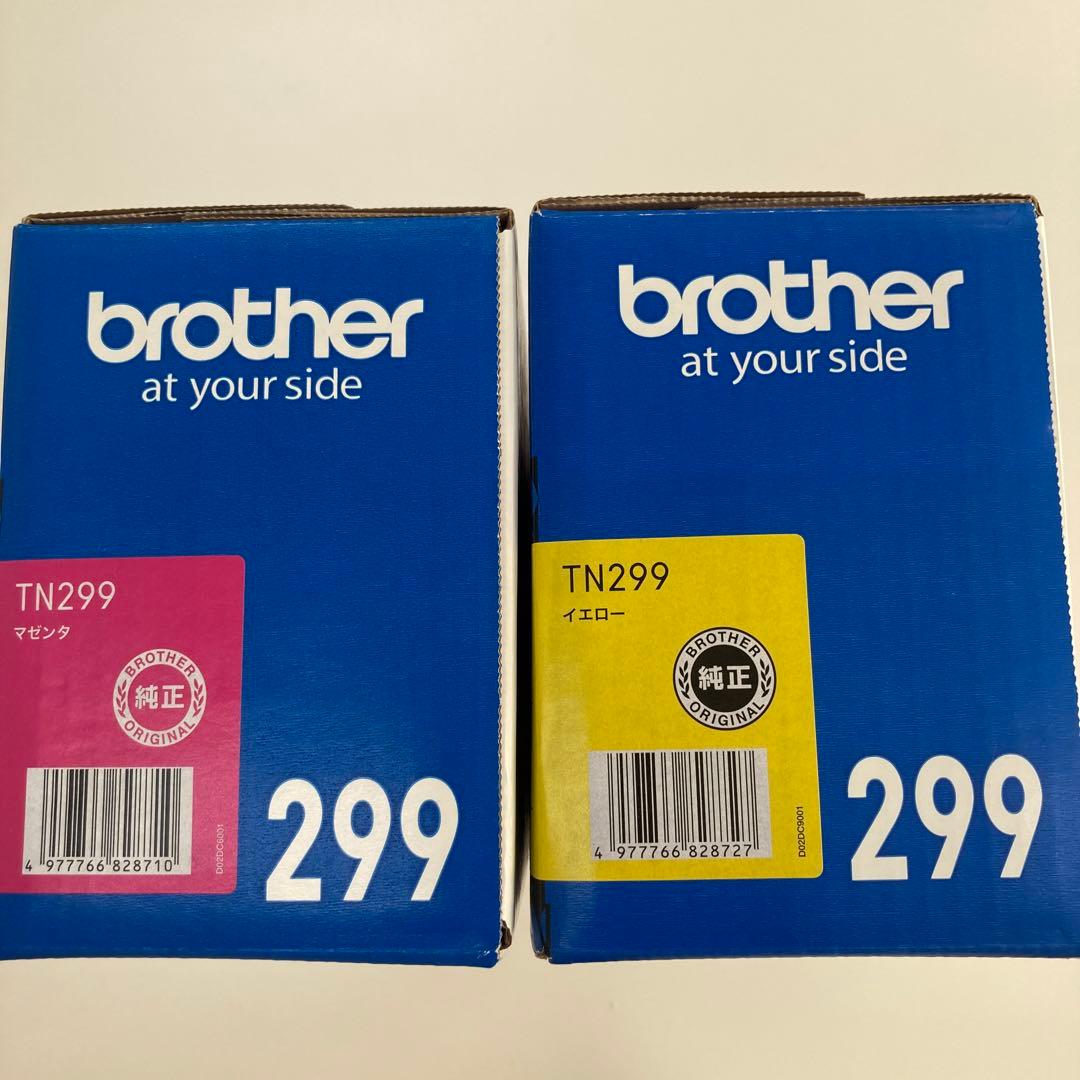 brother
at your side
TN299
マゼンタ
BROTHER
純正
ORIGINAL
4 977766 828710
D02DC6001
299
brother
at your side
TN299
イエロー
BROTHER
純正
ORIGINAL
4 977766 828727
D02DC9001
299